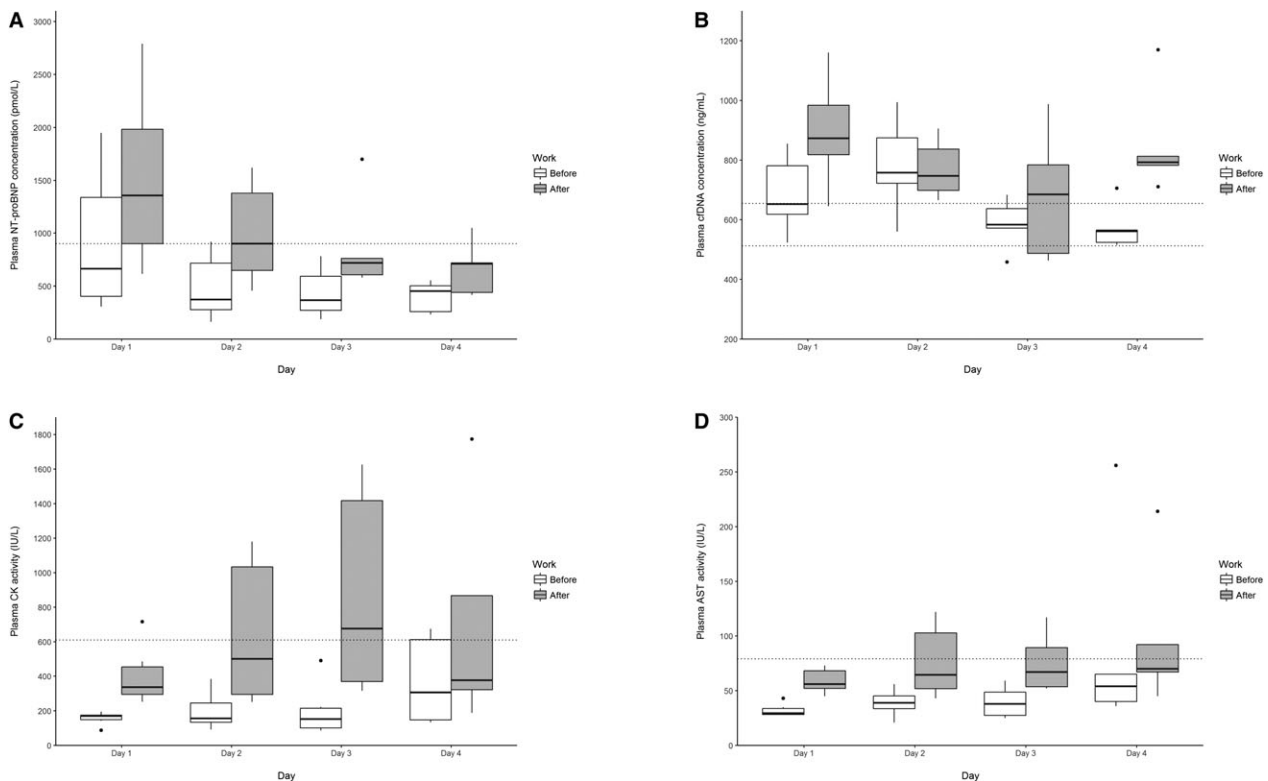 A
Plasma NT-proBNP concentration (pmol/L)
3000
2500
2000
1500
1000
500
0
Day 1 Day 2 Day 3 Day 4
Day
Work
Before
After
B
Plasma cfDNA concentration (ng/mL)
1200
1000
800
600
400
200
Day 1 Day 2 Day 3 Day 4
Day
Work
Before
After
C
Plasma CK activity (IU/L)
1800
1600
1400
1200
1000
800
600
400
200
0
Day 1 Day 2 Day 3 Day 4
Day
Work
Before
After
D
Plasma AST activity (IU/L)
300
250
200
150
100
50
0
Day 1 Day 2 Day 3 Day 4
Day
Work
Before
After